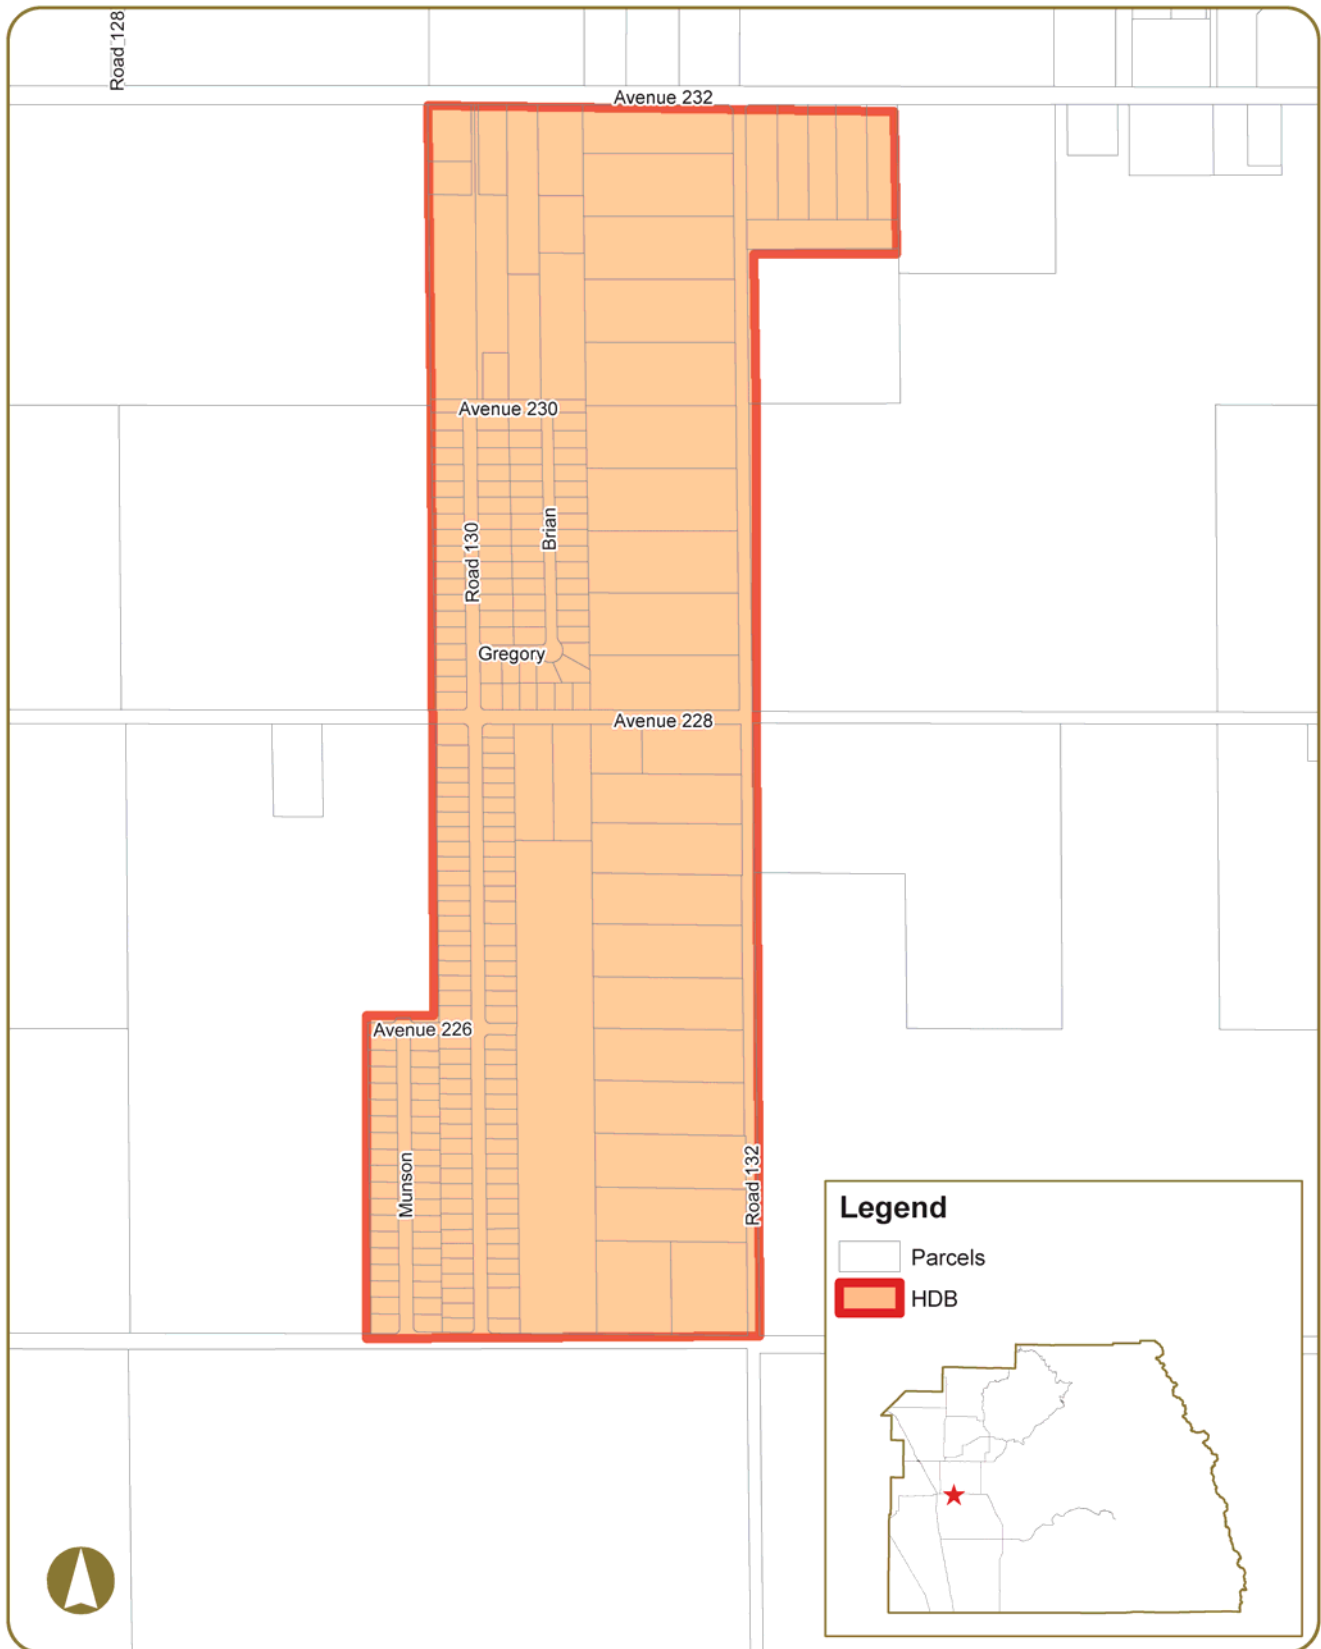 Road 128
Avenue 232
Avenue 230
Brian
Road 130
Gregory
Avenue 228
Avenue 226
Munson
Road 132
Legend
Parcels
HDB